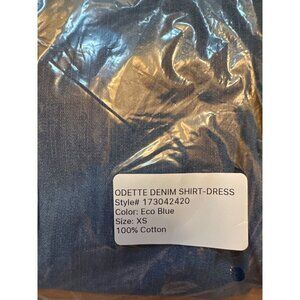 ODETTE DENIM SHIRT-DRESS
Style# 173042420
Color: Eco Blue
Size: XS
100% Cotton